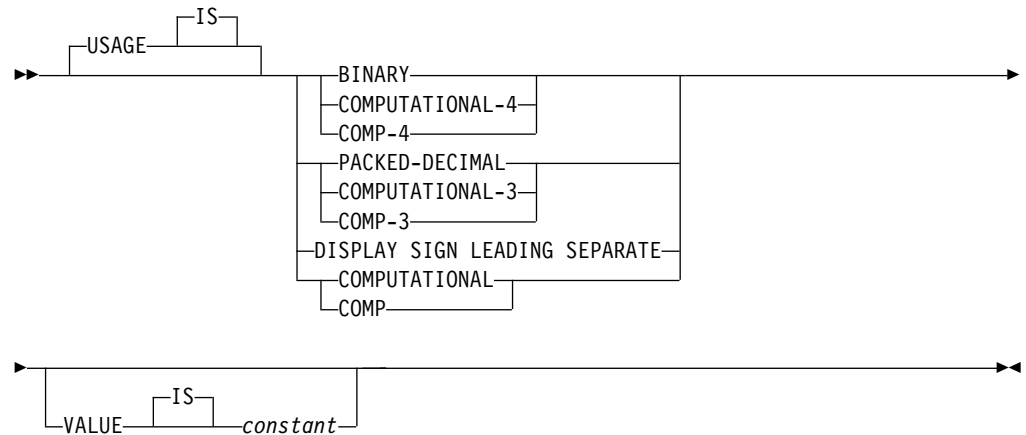 IS
USAGE
BINARY
COMPUTATIONAL-4
COMP-4
PACKED-DECIMAL
COMPUTATIONAL-3
COMP-3
DISPLAY SIGN LEADING SEPARATE
COMPUTATIONAL
COMP
IS
VALUE constant